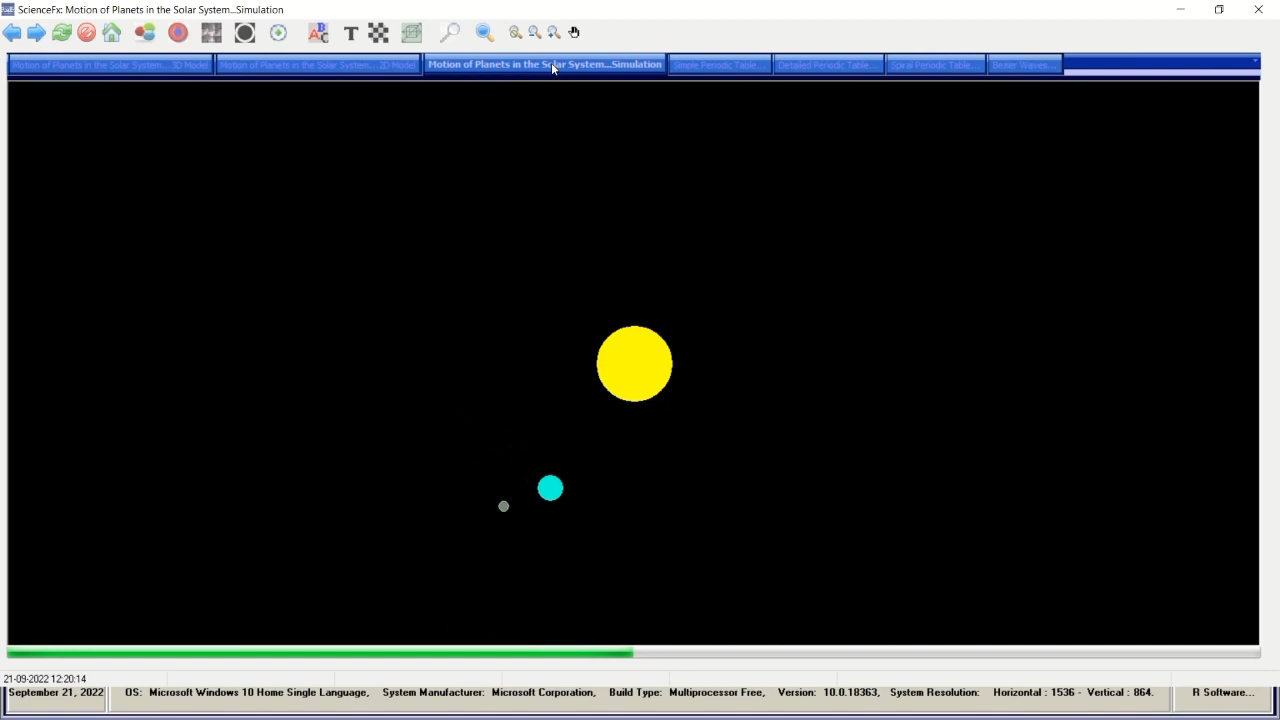 ScienceFx: Motion of Planets in the Solar System...Simulation
A B C T
Motion of Planets in the Solar System... 3D Model Motion of Planets in the Solar System... 2D Model Motion of Planets in the Solar System...Simulation Simple Periodic Table... Detailed Periodic Table... Spiral Periodic Table... Bezier Waves...
21-09-2022 12:20:14
September 21, 2022 OS: Microsoft Windows 10 Home Single Language, System Manufacturer: Microsoft Corporation, Build Type: Multiprocessor Free, Version: 10.0.18363, System Resolution: Horizontal : 1536 - Vertical : 864. R Software...